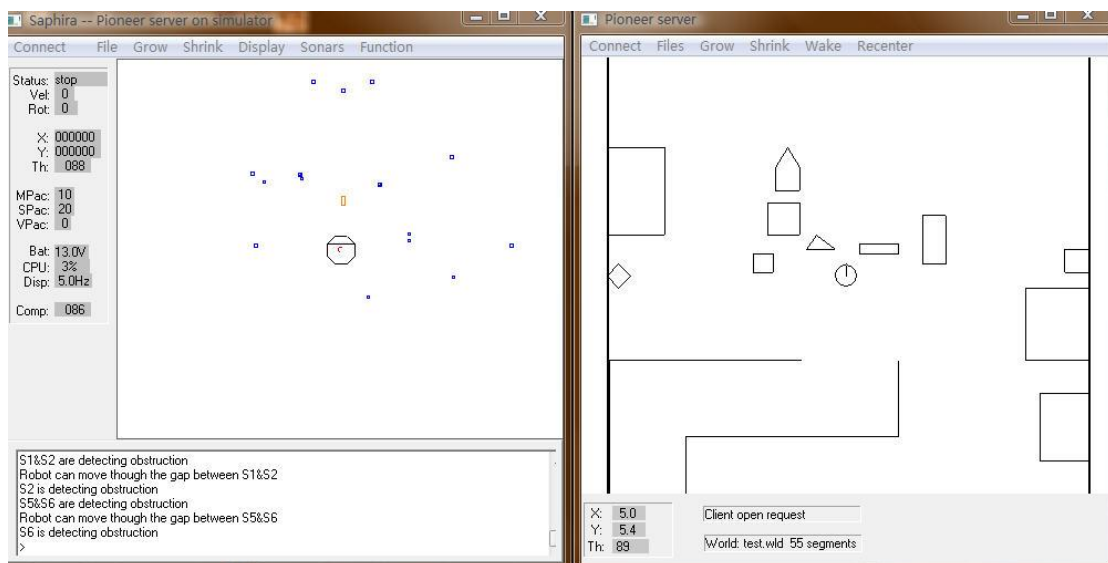 Saphira -- Pioneer server on simulator
Connect File Grow Shrink Display Sonars Function
Status: stop
Vel: 0
Rot: 0
X: 000000
Y: 000000
Th: 088
MPac: 10
SPac: 20
VPac: 0
Bat: 13.0V
CPU: 3%
Disp: 5.0Hz
Comp: 086
S1&S2 are detecting obstruction
Robot can move though the gap between S1&S2
S2 is detecting obstruction
S5&S6 are detecting obstruction
Robot can move though the gap between S5&S6
S6 is detecting obstruction
>
Pioneer server
Connect Files Grow Shrink Wake Recenter
X: 5.0
Y: 5.4
Th: 89
Client open request
World: test.wld 55 segments